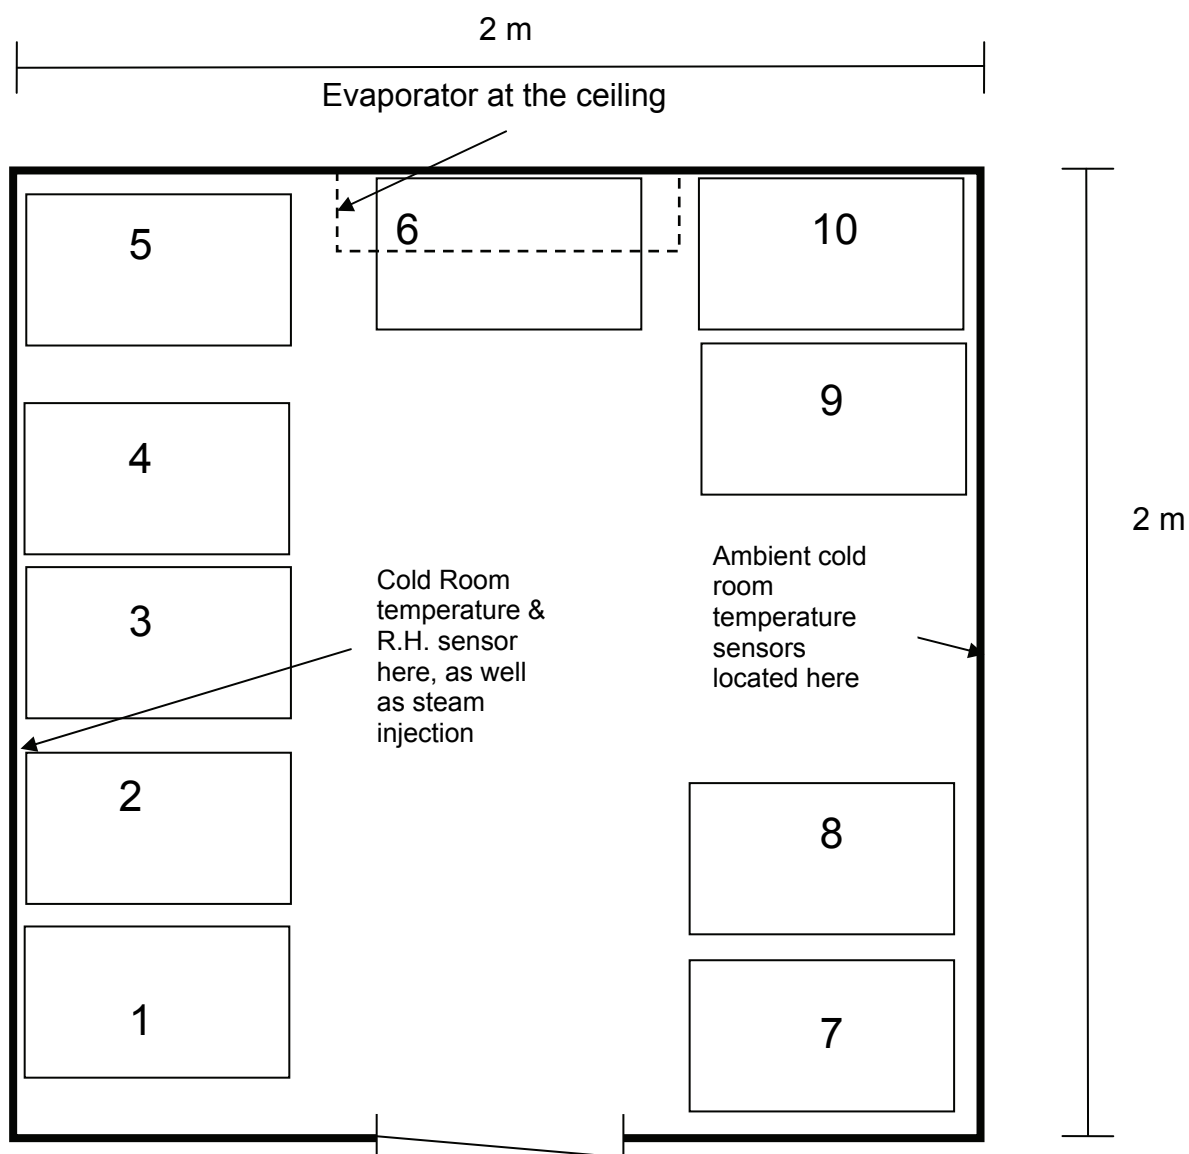 2 m
Evaporator at the ceiling
5
6
10
9
4
2 m
Cold Room
temperature &
R.H. sensor
here, as well
as steam
injection
Ambient cold
room
temperature
sensors
located here
3
2
8
1
7